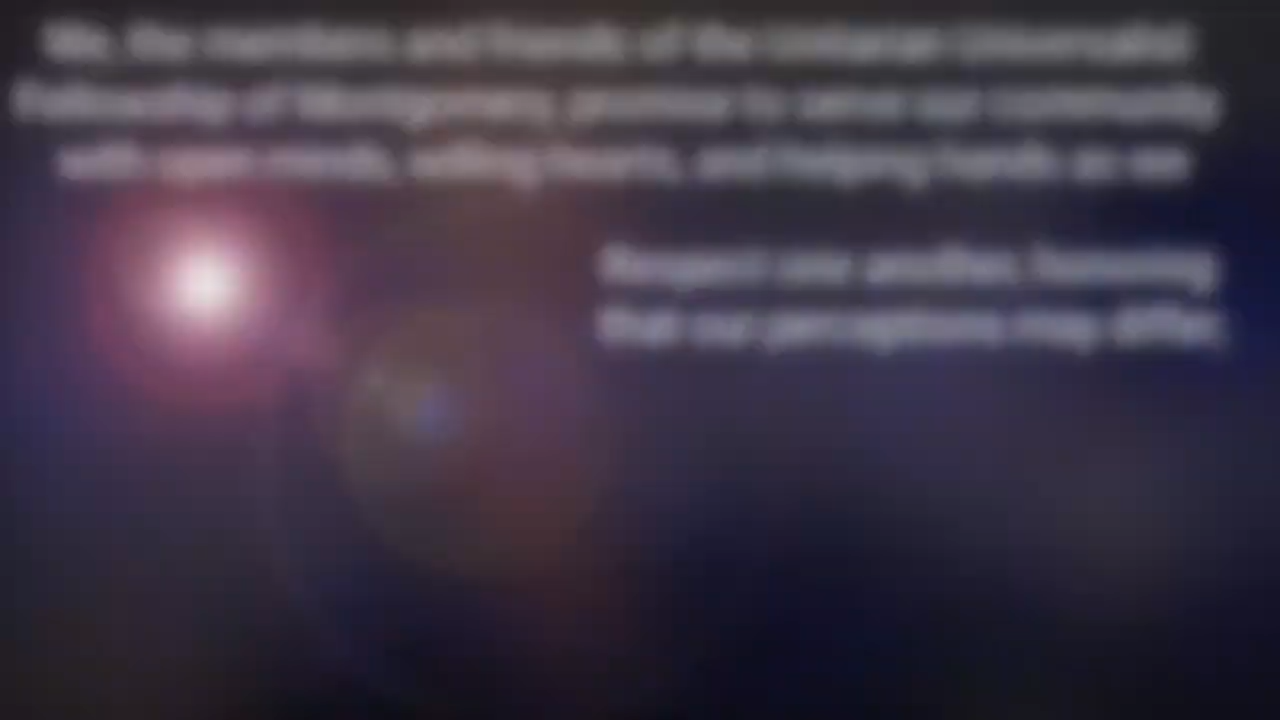 We, the members and friends of the Unitarian Universalist
Fellowship of Montgomery, promise to serve our community
with open minds, willing hearts, and helping hands as we
Respect one another, honoring
that our perceptions may differ,